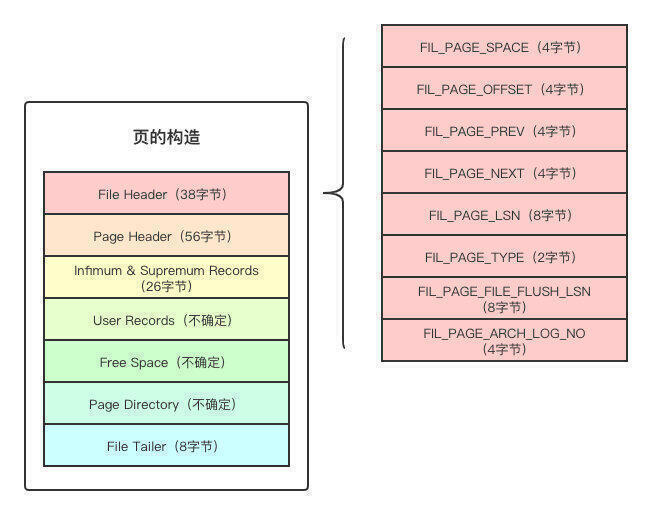 页的构造
File Header（38字节）
Page Header（56字节）
Infimum & Supremum Records
（26字节）
User Records（不确定）
Free Space（不确定）
Page Directory（不确定）
File Tailer（8字节）
FIL_PAGE_SPACE（4字节）
FIL_PAGE_OFFSET（4字节）
FIL_PAGE_PREV（4字节）
FIL_PAGE_NEXT（4字节）
FIL_PAGE_LSN（8字节）
FIL_PAGE_TYPE（2字节）
FIL_PAGE_FILE_FLUSH_LSN
（8字节）
FIL_PAGE_ARCH_LOG_NO
（4字节）